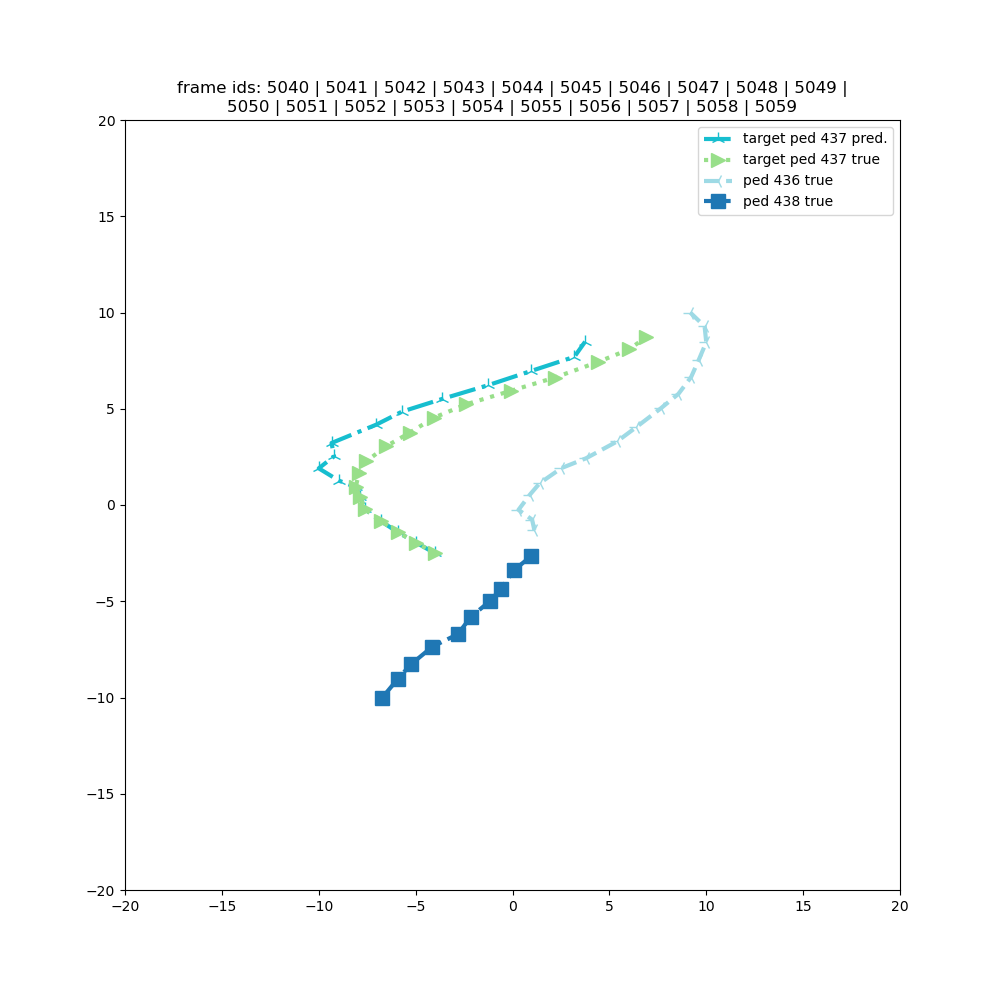 frame ids: 5040 | 5041 | 5042 | 5043 | 5044 | 5045 | 5046 | 5047 | 5048 | 5049 |
5050 | 5051 | 5052 | 5053 | 5054 | 5055 | 5056 | 5057 | 5058 | 5059
target ped 437 pred.
target ped 437 true
ped 436 true
ped 438 true
20
15
10
5
0
−5
−10
−15
−20
−20 −15 −10 −5 0 5 10 15 20